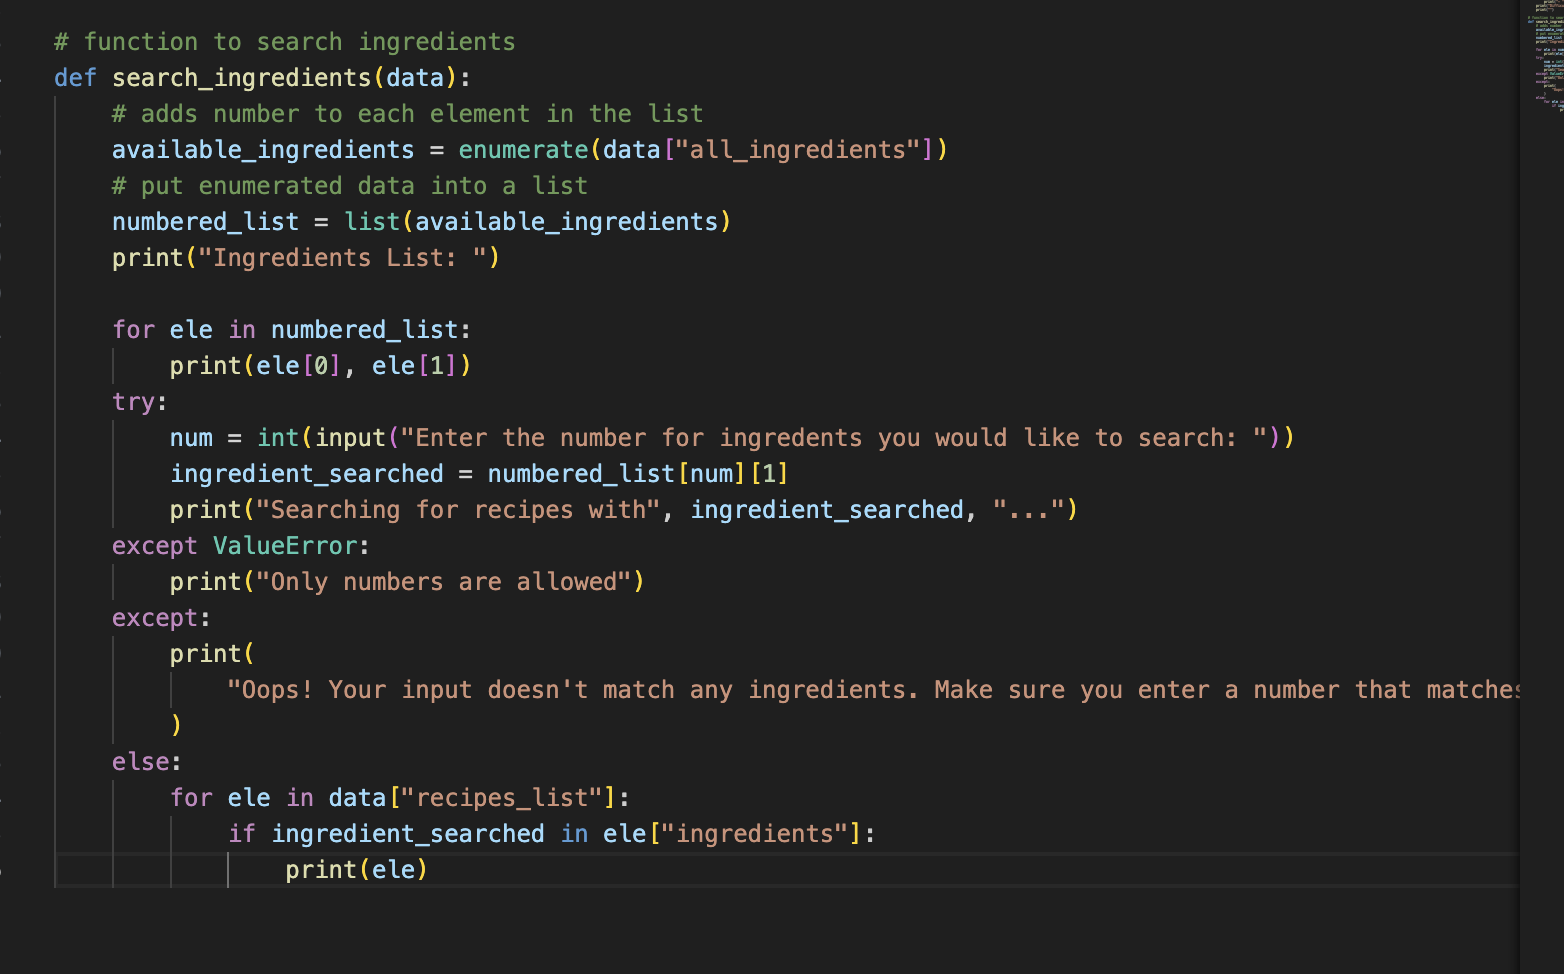 # function to search ingredients
def search_ingredients(data):
    # adds number to each element in the list
    available_ingredients = enumerate(data["all_ingredients"])
    # put enumerated data into a list
    numbered_list = list(available_ingredients)
    print("Ingredients List: ")

    for ele in numbered_list:
        print(ele[0], ele[1])
    try:
        num = int(input("Enter the number for ingredents you would like to search: "))
        ingredient_searched = numbered_list[num][1]
        print("Searching for recipes with", ingredient_searched, "...")
    except ValueError:
        print("Only numbers are allowed")
    except:
        print(
            "Oops! Your input doesn't match any ingredients. Make sure you enter a number that matches
        )
    else:
        for ele in data["recipes_list"]:
            if ingredient_searched in ele["ingredients"]:
                print(ele)